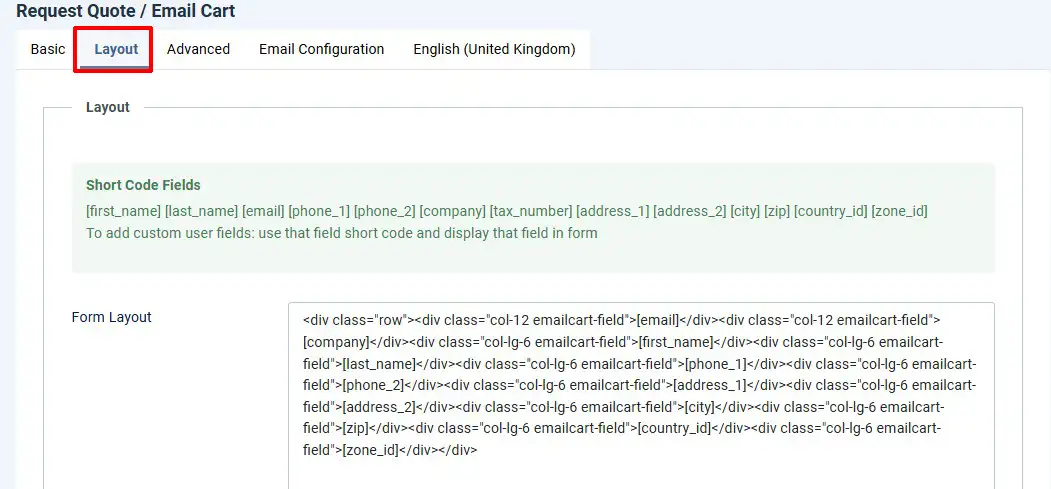 Request Quote / Email Cart
Basic Layout Advanced Email Configuration English (United Kingdom)
Layout
Short Code Fields
[first_name] [last_name] [email] [phone_1] [phone_2] [company] [tax_number] [address_1] [address_2] [city] [zip] [country_id] [zone_id]
To add custom user fields: use that field short code and display that field in form
Form Layout
<div class="row"><div class="col-12 emailcart-field">[email]</div><div class="col-12 emailcart-field">
[company]</div><div class="col-lg-6 emailcart-field">[first_name]</div><div class="col-lg-6 emailcart-
field">[last_name]</div><div class="col-lg-6 emailcart-field">[phone_1]</div><div class="col-lg-6 emailcart-
field">[phone_2]</div><div class="col-lg-6 emailcart-field">[address_1]</div><div class="col-lg-6 emailcart-
field">[address_2]</div><div class="col-lg-6 emailcart-field">[city]</div><div class="col-lg-6 emailcart-
field">[zip]</div><div class="col-lg-6 emailcart-field">[country_id]</div><div class="col-lg-6 emailcart-
field">[zone_id]</div></div>